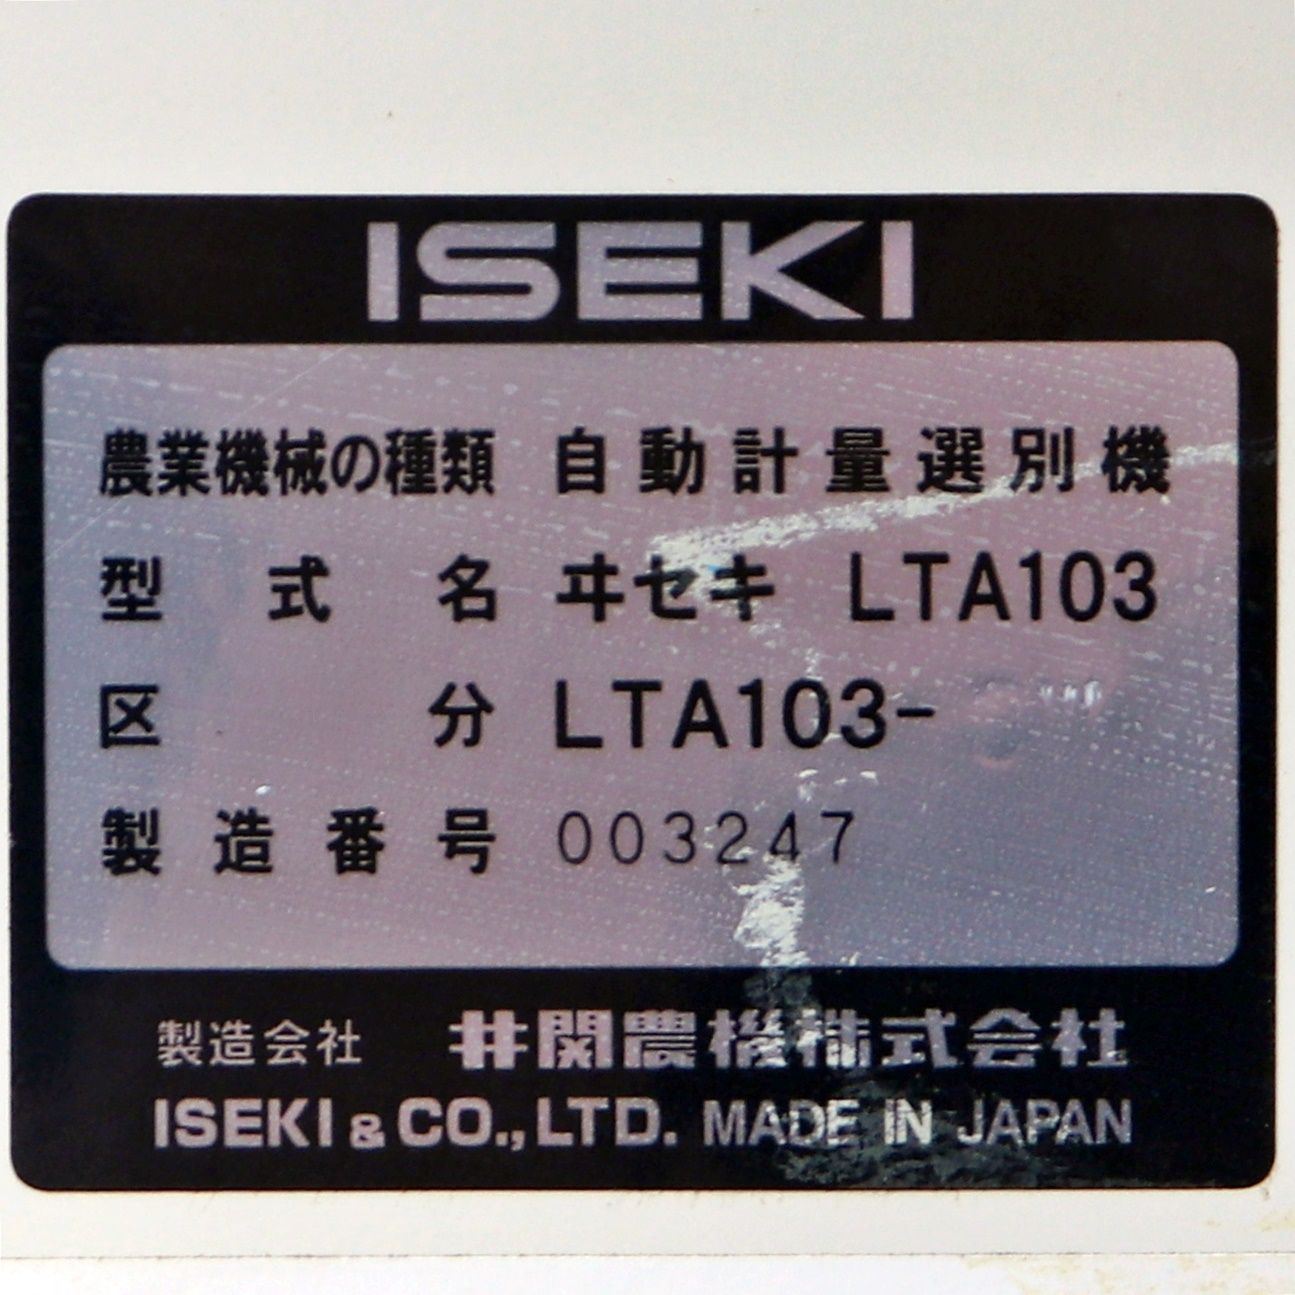 ISEKI
農業機械の種類 自動計量選別機
型式名 ヰセキ LTA103
区分 LTA103-
製造番号 003247
製造会社 井関農機株式会社
ISEKI & CO., LTD. MADE IN JAPAN